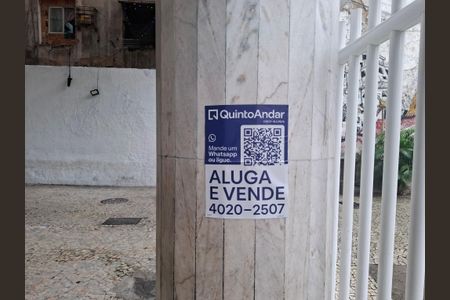 QuintoAndar
Mande um
Whatsapp
ou ligue.
ALUGA
E VENDE
4020-2507